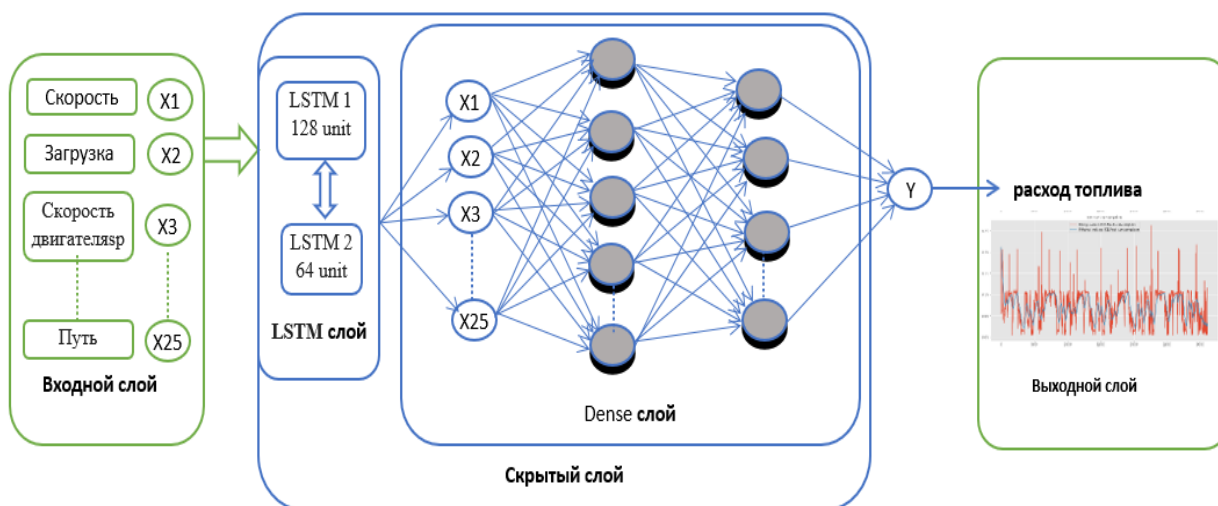 Скорость
X1
Загрузка
X2
Скорость
двигателяsp
X3
Путь
X25
Входной слой
LSTM 1
128 unit
LSTM 2
64 unit
LSTM слой
X1
X2
X3
X25
Dense слой
Скрытый слой
Y
расход топлива
Выходной слой